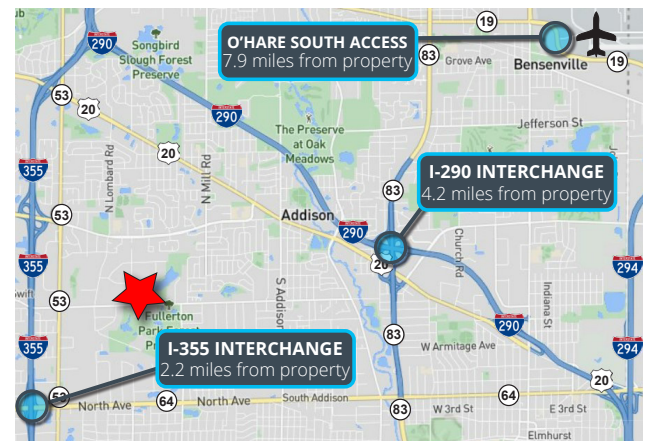 19
290
Songbird
Slough Forest
Preserve
O'HARE SOUTH ACCESS
7.9 miles from property
83
Grove Ave
Bensenville
19
53
20
290
The Preserve
at Oak
Meadows
Jefferson St
355
N Lombard Rd
20
N Mill Rd
I-290 INTERCHANGE
4.2 miles from property
83
53
Addison
290
20
Church Rd
355
294
53
S Addison
Indiana St
Fullerton
290
83
355
I-355 INTERCHANGE
2.2 miles from property
W Armitage Ave
294
20
53
North Ave
64
North Ave
South Addison
83
W 3rd St
64
E 3rd St
Elmhurst